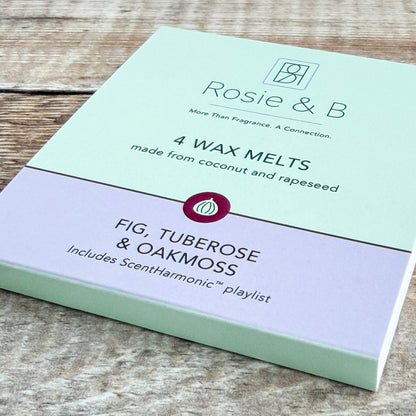 Rosie & B
More Than Fragrance. A Connection.
4 WAX MELTS
made from coconut and rapeseed
FIG, TUBEROSE
& OAKMOSS
Includes ScentHarmonic™ playlist